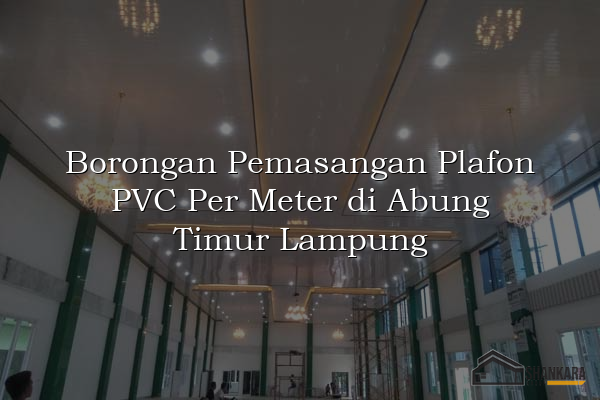 Borongan Pemasangan Plafon
PVC Per Meter di Abung
Timur Lampung